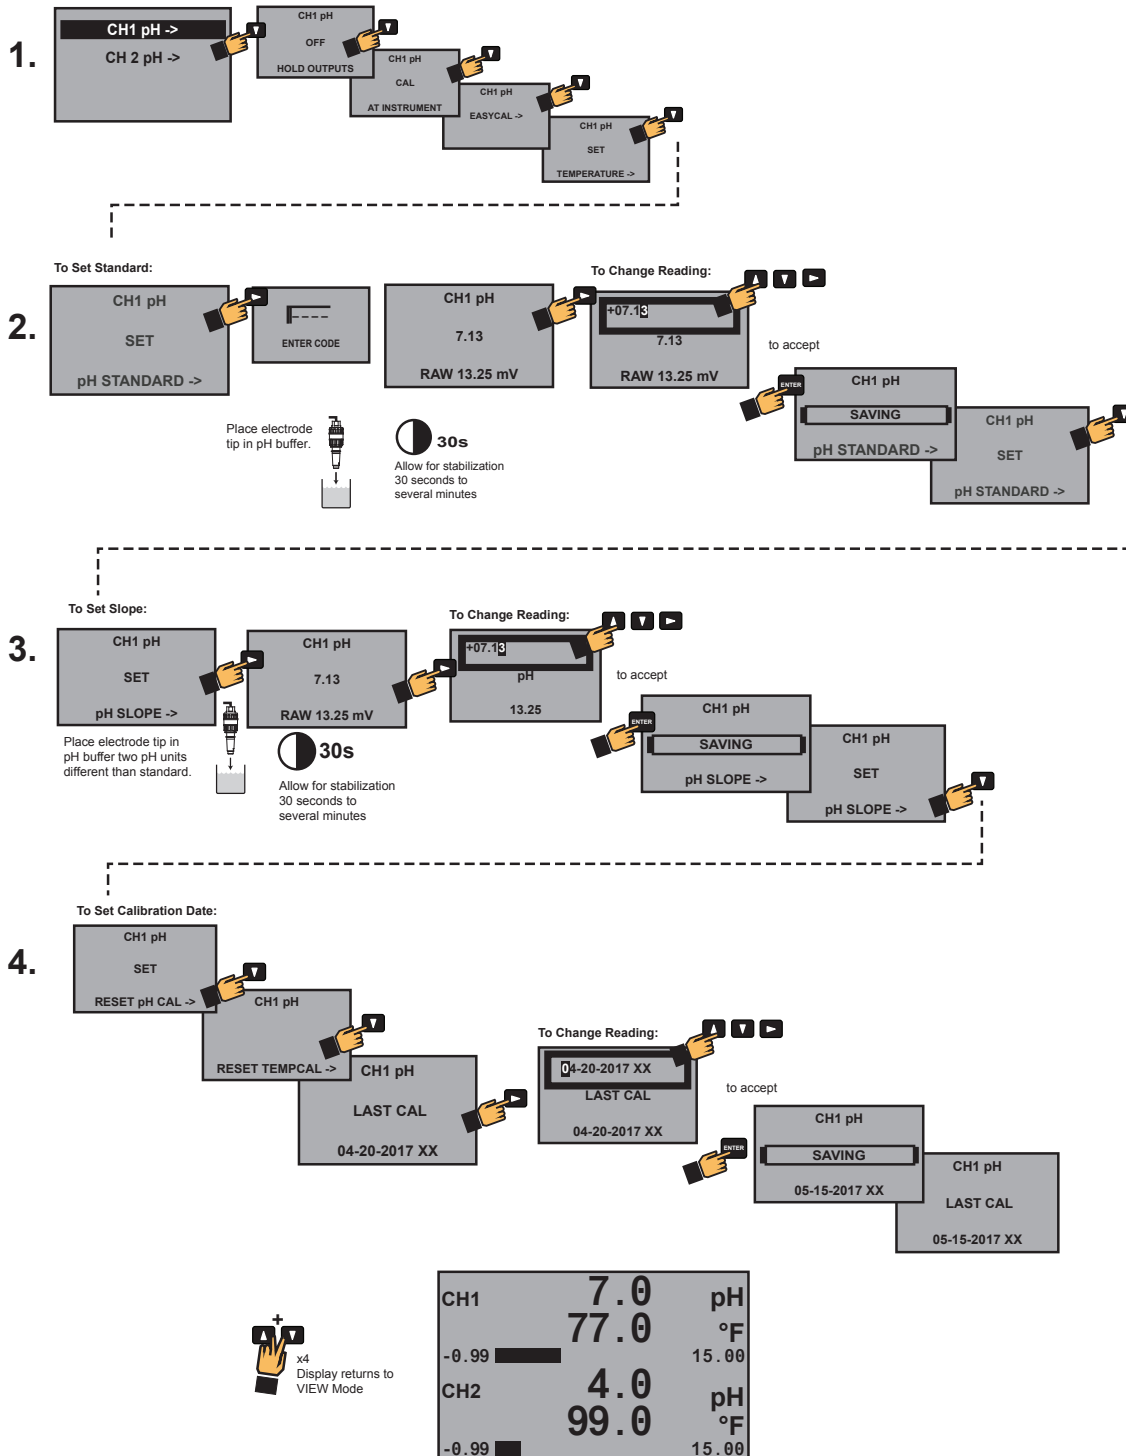 1.
CH1 pH ->
CH 2 pH ->
CH1 pH
OFF
HOLD OUTPUTS
CH1 pH
CAL
AT INSTRUMENT
CH1 pH
EASYCAL ->
CH1 pH
SET
TEMPERATURE ->
2.
To Set Standard:
CH1 pH
SET
pH STANDARD ->
ENTER CODE
Place electrode
tip in pH buffer.
CH1 pH
7.13
RAW 13.25 mV
30s
Allow for stabilization
30 seconds to
several minutes
To Change Reading:
+07.13
7.13
RAW 13.25 mV
to accept
ENTER
CH1 pH
SAVING
pH STANDARD ->
CH1 pH
SET
pH STANDARD ->
3.
To Set Slope:
CH1 pH
SET
pH SLOPE ->
Place electrode tip in
pH buffer two pH units
different than standard.
CH1 pH
7.13
RAW 13.25 mV
30s
Allow for stabilization
30 seconds to
several minutes
To Change Reading:
+07.13
pH
13.25
to accept
ENTER
CH1 pH
SAVING
pH SLOPE ->
CH1 pH
SET
pH SLOPE ->
4.
To Set Calibration Date:
CH1 pH
SET
RESET pH CAL ->
CH1 pH
RESET TEMPCAL ->
CH1 pH
LAST CAL
04-20-2017 XX
To Change Reading:
04-20-2017 XX
LAST CAL
04-20-2017 XX
to accept
ENTER
CH1 pH
SAVING
05-15-2017 XX
CH1 pH
LAST CAL
05-15-2017 XX
+
x4
Display returns to
VIEW Mode
CH1 7.0 pH
77.0 °F
-0.99 15.00
CH2 4.0 pH
99.0 °F
-0.99 15.00